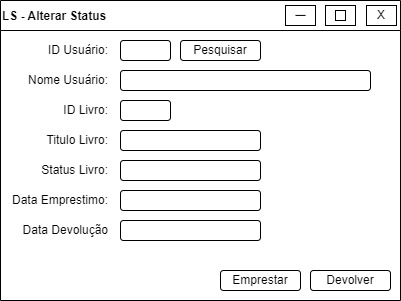 LS - Alterar Status X
ID Usuário: Pesquisar
Nome Usuário:
ID Livro:
Titulo Livro:
Status Livro:
Data Emprestimo:
Data Devolução
Emprestar Devolver